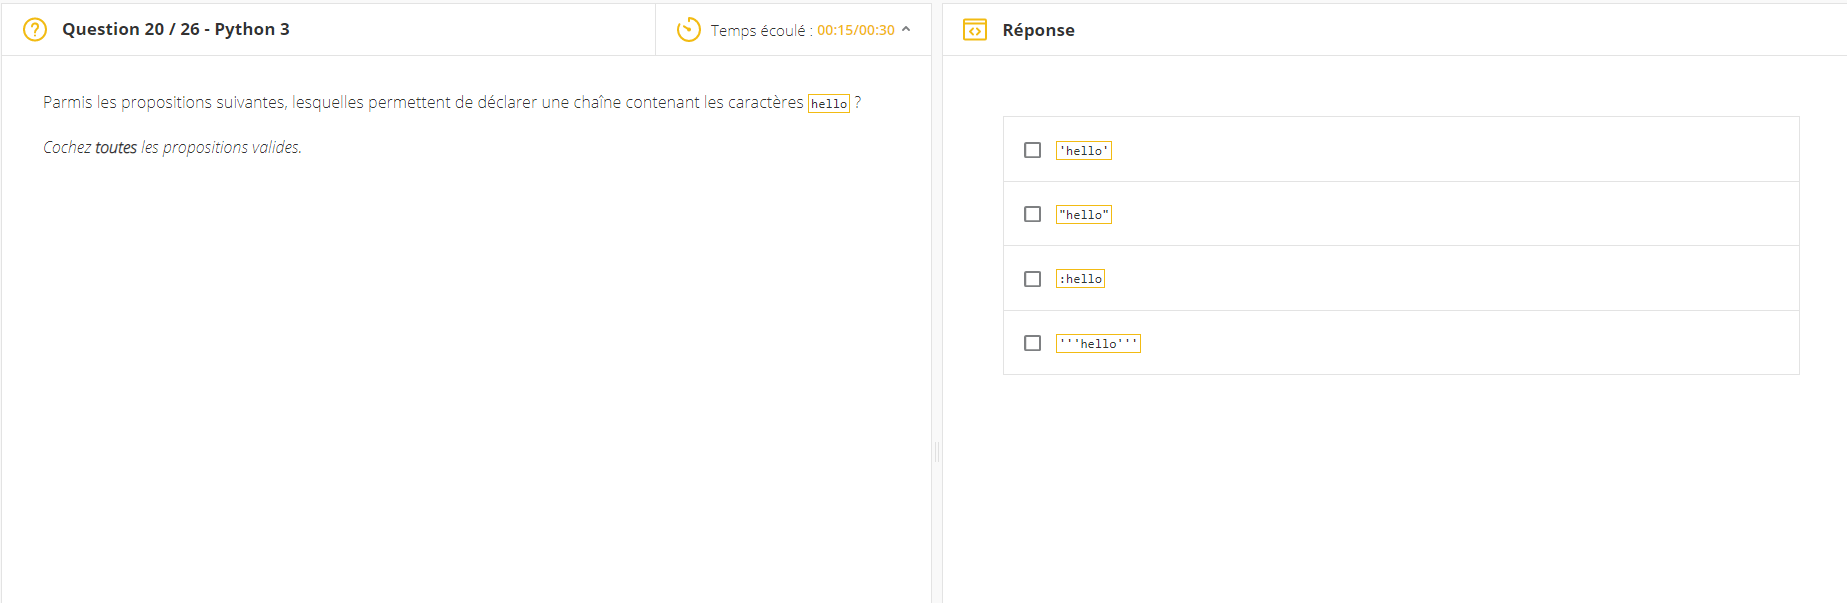 Question 20 / 26 - Python 3
Temps écoulé : 00:15/00:30
Parmis les propositions suivantes, lesquelles permettent de déclarer une chaîne contenant les caractères hello ?
Cochez toutes les propositions valides.
Réponse
'hello'
"hello"
:hello
'''hello'''